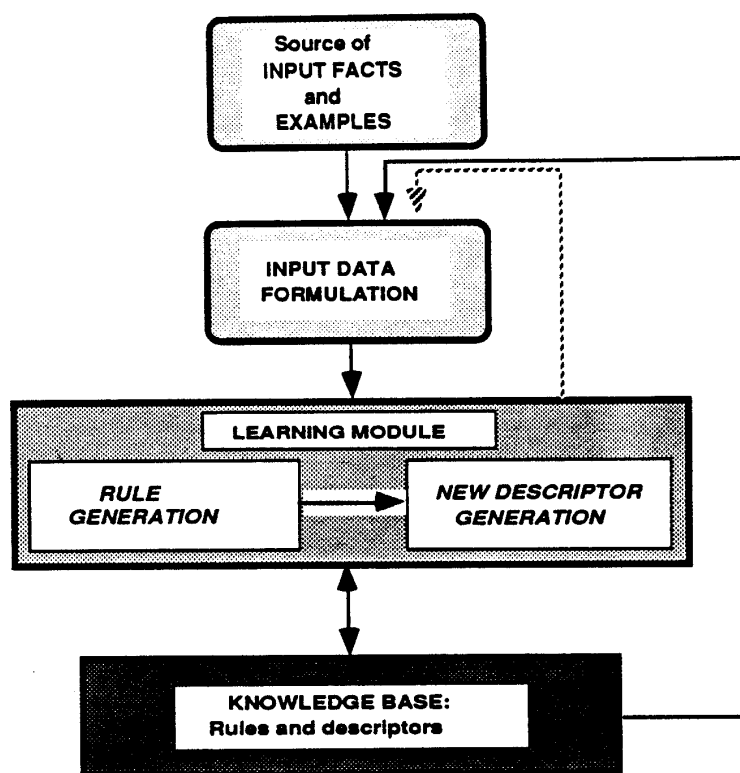 Source of
INPUT FACTS
and
EXAMPLES
INPUT DATA
FORMULATION
LEARNING MODULE
RULE
GENERATION
NEW DESCRIPTOR
GENERATION
KNOWLEDGE BASE:
Rules and descriptors